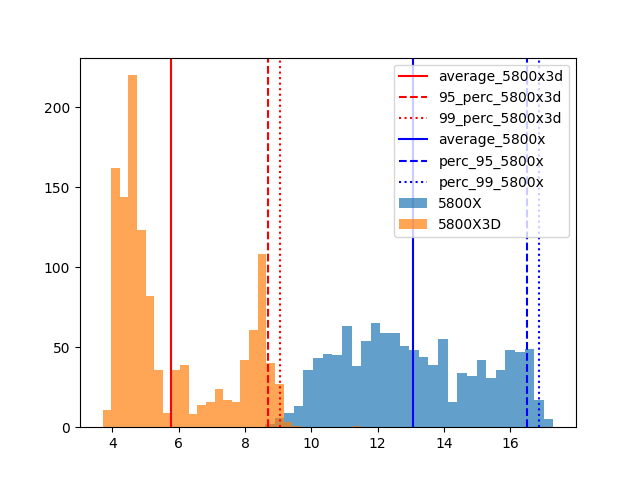 average_5800x3d
95_perc_5800x3d
99_perc_5800x3d
average_5800x
perc_95_5800x
perc_99_5800x
5800X
5800X3D
200
150
100
50
0
4 6 8 10 12 14 16